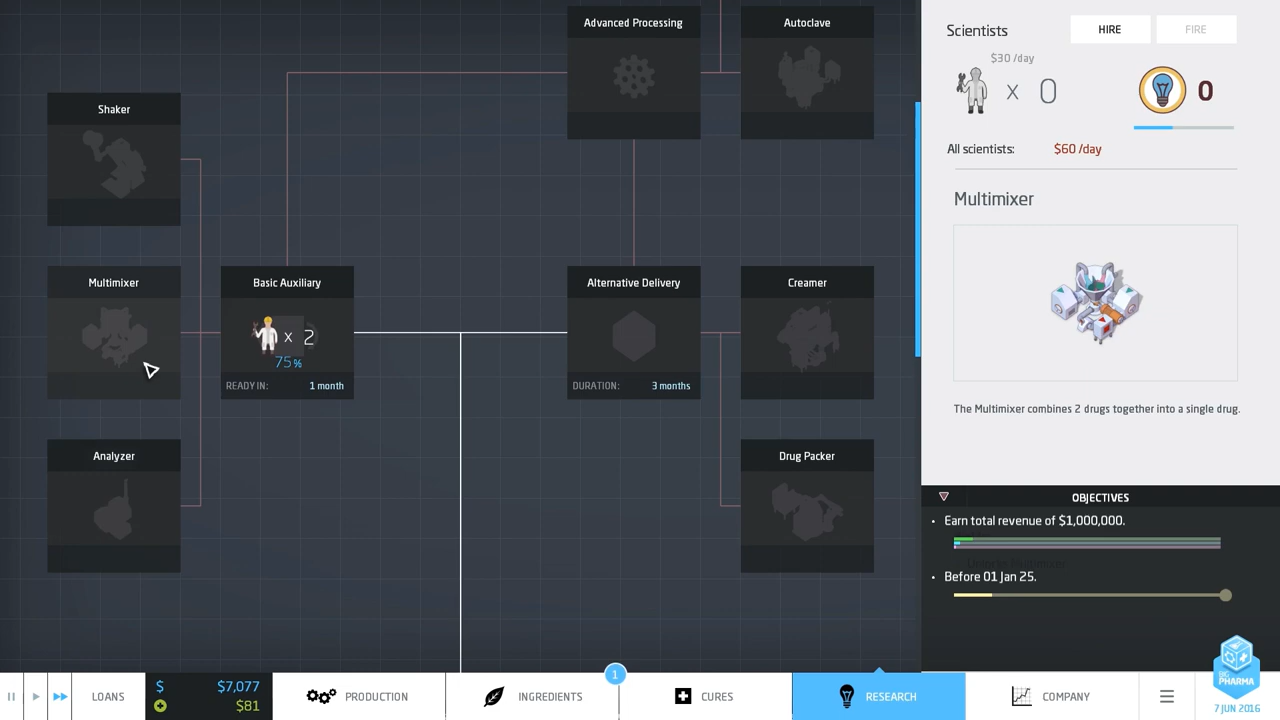 Advanced Processing
Autoclave
Shaker
Multimixer
Basic Auxiliary
x 2
75%
READY IN: 1 month
Alternative Delivery
DURATION: 3 months
Creamer
Analyzer
Drug Packer
Scientists
HIRE
FIRE
$30 /day
x 0
0
All scientists: $60 /day
Multimixer
The Multimixer combines 2 drugs together into a single drug.
OBJECTIVES
• Earn total revenue of $1,000,000.
• Before 01 Jan 25.
LOANS
$ $7,077
$81
PRODUCTION
INGREDIENTS
1
CURES
RESEARCH
COMPANY
BIG PHARMA
7 JUN 2016